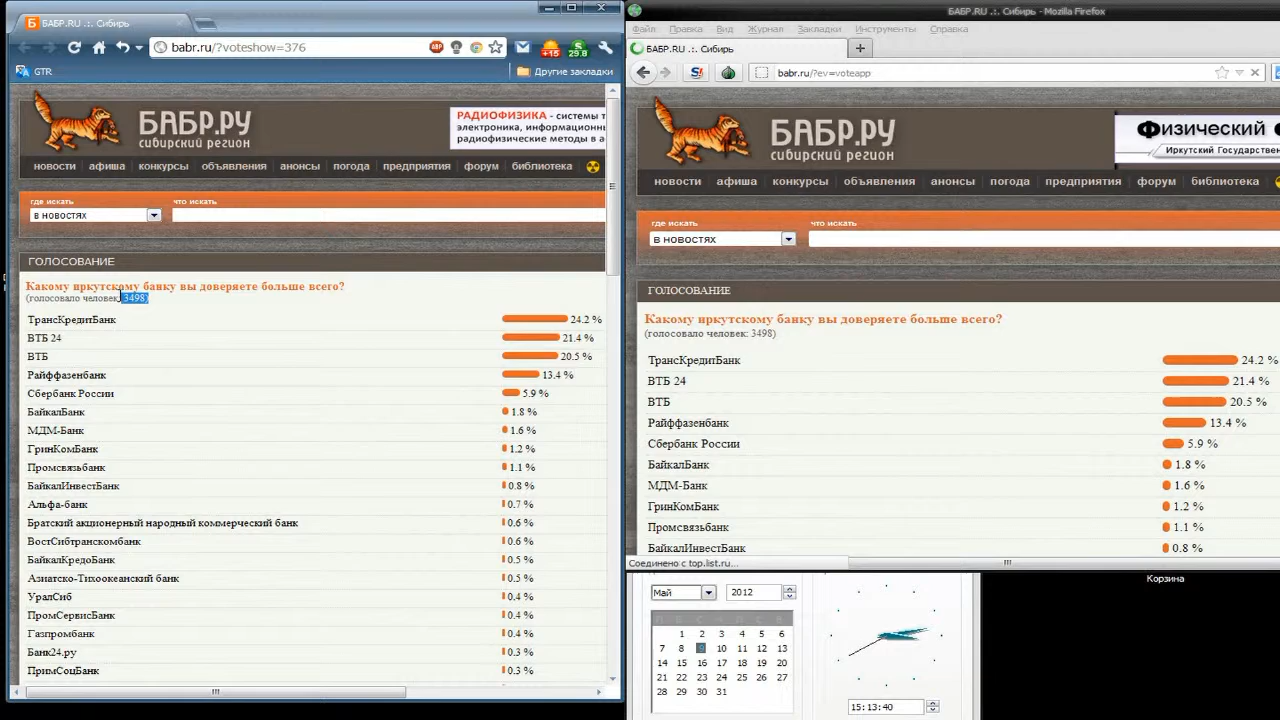 БАБР.RU .:. Сибирь
babr.ru/?voteshow=376
ABP
+15
29.8
GTR
Другие закладки
БАБР.РУ
сибирский регион
РАДИОФИЗИКА - системы т
электроника, информационны
радиофизические методы в а
новости афиша конкурсы объявления анонсы погода предприятия форум библиотека
где искать что искать
в новостях
ГОЛОСОВАНИЕ
Какому иркутскому банку вы доверяете больше всего?
(голосовало человек: 3498)
ТрансКредитБанк 24.2 %
ВТБ 24 21.4 %
ВТБ 20.5 %
Райффазенбанк 13.4 %
Сбербанк России 5.9 %
БайкалБанк 1.8 %
МДМ-Банк 1.6 %
ГринКомБанк 1.2 %
Промсвязьбанк 1.1 %
БайкалИнвестБанк 0.8 %
Альфа-банк 0.7 %
Братский акционерный народный коммерческий банк 0.6 %
ВостСибтранскомбанк 0.6 %
БайкалКредоБанк 0.5 %
Азиатско-Тихоокеанский банк 0.5 %
УралСиб 0.4 %
ПромСервисБанк 0.4 %
Газпромбанк 0.4 %
Банк24.ру 0.3 %
ПримСоцБанк 0.3 %
БАБР.RU .:. Сибирь - Mozilla Firefox
Файл Правка Вид Журнал Закладки Инструменты Справка
БАБР.RU .:. Сибирь
babr.ru/?ev=voteapp
БАБР.РУ
сибирский регион
Физический
Иркутский Государствен
новости афиша конкурсы объявления анонсы погода предприятия форум библиотека
где искать что искать
в новостях
ГОЛОСОВАНИЕ
Какому иркутскому банку вы доверяете больше всего?
(голосовало человек: 3498)
ТрансКредитБанк 24.2 %
ВТБ 24 21.4 %
ВТБ 20.5 %
Райффазенбанк 13.4 %
Сбербанк России 5.9 %
БайкалБанк 1.8 %
МДМ-Банк 1.6 %
ГринКомБанк 1.2 %
Промсвязьбанк 1.1 %
БайкалИнвестБанк 0.8 %
Соединено с top.list.ru...
Корзина
Май 2012
П В С Ч П С В
1 2 3 4 5 6
7 8 9 10 11 12 13
14 15 16 17 18 19 20
21 22 23 24 25 26 27
28 29 30 31
15:13:40